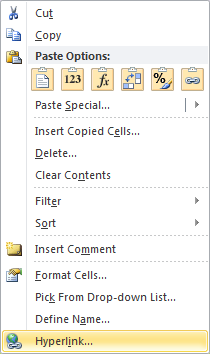 Cut
Copy
Paste Options:
123 fx %
Paste Special...
Insert Copied Cells...
Delete...
Clear Contents
Filter
Sort
Insert Comment
Format Cells...
Pick From Drop-down List...
Define Name...
Hyperlink...